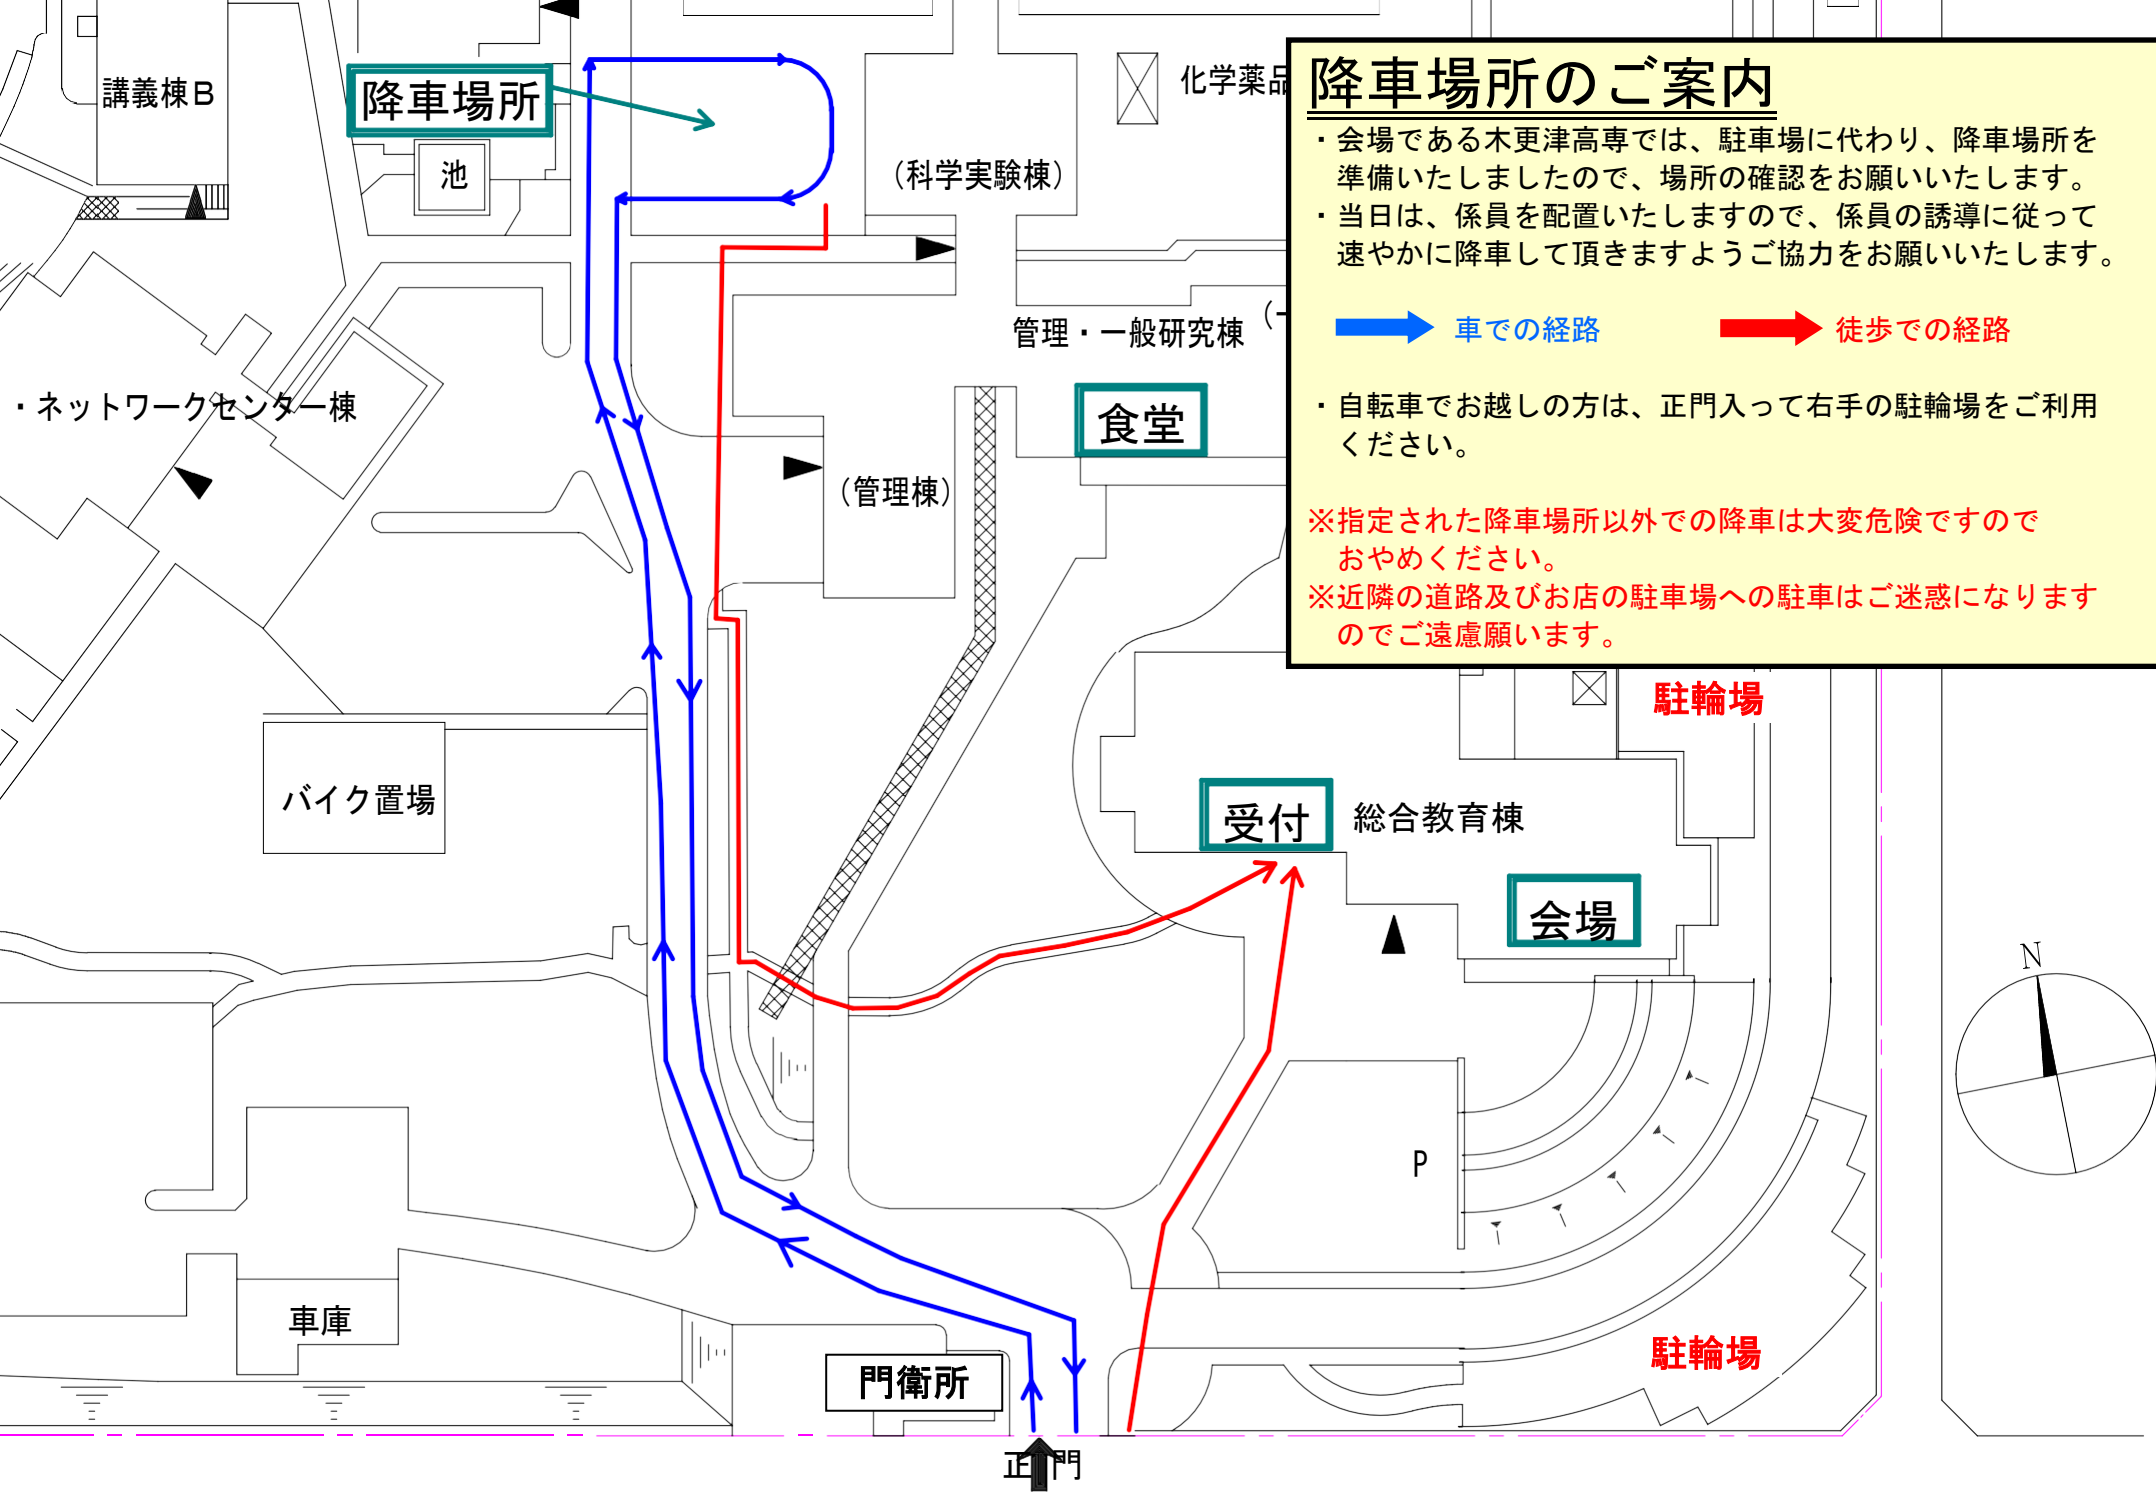 講義棟B
降車場所
池
(科学実験棟)
化学薬品
降車場所のご案内
・会場である木更津高専では、駐車場に代わり、降車場所を
準備いたしましたので、場所の確認をお願いいたします。
・当日は、係員を配置いたしますので、係員の誘導に従って
速やかに降車して頂きますようご協力をお願いいたします。
車での経路
徒歩での経路
・自転車でお越しの方は、正門入って右手の駐輪場をご利用
ください。
※指定された降車場所以外での降車は大変危険ですので
おやめください。
※近隣の道路及びお店の駐車場への駐車はご迷惑になります
のでご遠慮願います。
管理・一般研究棟
・ネットワークセンター棟
食堂
(管理棟)
駐輪場
バイク置場
受付
総合教育棟
会場
N
P
車庫
門衛所
駐輪場
正門